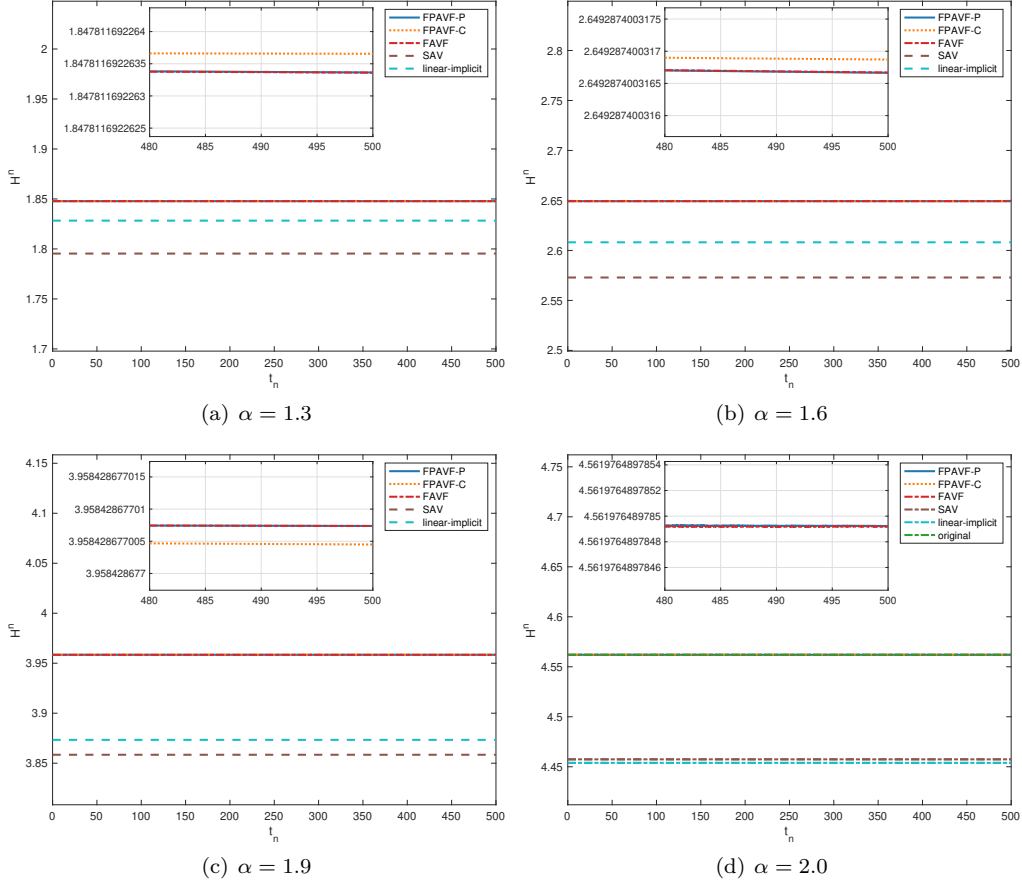 FPAVF-P
FPAVF-C
FAVF
SAV
linear-implicit
1.847811692264
1.8478116922635
1.847811692263
1.8478116922625
480 485 490 495 500
2
1.95
1.9
1.85
1.8
1.75
1.7
H^n
0 50 100 150 200 250 300 350 400 450 500
t_n
(a) α = 1.3
FPAVF-P
FPAVF-C
FAVF
SAV
linear-implicit
2.6492874003175
2.649287400317
2.6492874003165
2.649287400316
480 485 490 495 500
2.8
2.75
2.7
2.65
2.6
2.55
2.5
H^n
0 50 100 150 200 250 300 350 400 450 500
t_n
(b) α = 1.6
FPAVF-P
FPAVF-C
FAVF
SAV
linear-implicit
3.958428677015
3.95842867701
3.958428677005
3.958428677
480 485 490 495 500
4.15
4.1
4.05
4
3.95
3.9
3.85
H^n
0 50 100 150 200 250 300 350 400 450 500
t_n
(c) α = 1.9
FPAVF-P
FPAVF-C
FAVF
SAV
linear-implicit
original
4.5619764897854
4.5619764897852
4.561976489785
4.5619764897848
4.5619764897846
480 485 490 495 500
4.75
4.7
4.65
4.6
4.55
4.5
4.45
H^n
0 50 100 150 200 250 300 350 400 450 500
t_n
(d) α = 2.0